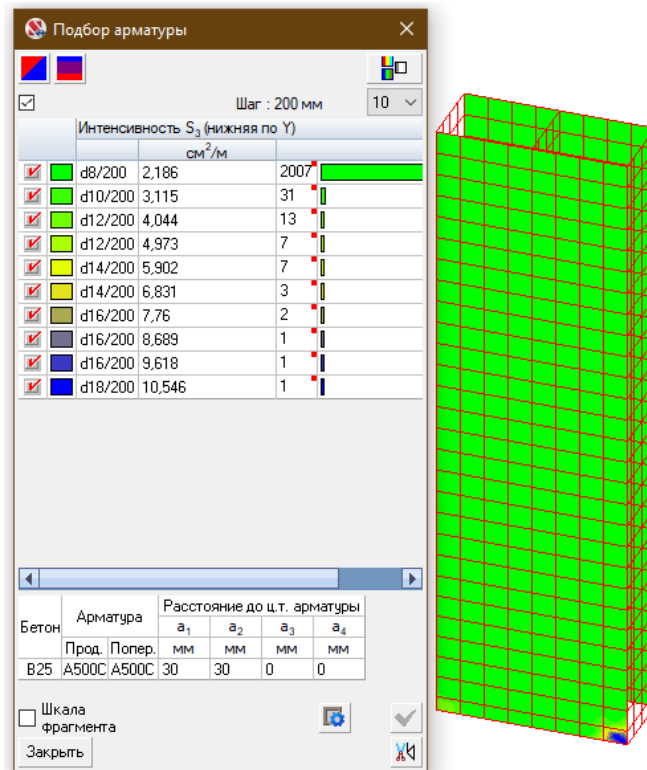 Подбор арматуры
Шаг : 200 мм 10
Интенсивность S3 (нижняя по Y)
см2/м
d8/200 2,186 2007
d10/200 3,115 31
d12/200 4,044 13
d12/200 4,973 7
d14/200 5,902 7
d14/200 6,831 3
d16/200 7,76 2
d16/200 8,689 1
d16/200 9,618 1
d18/200 10,546 1
Бетон Арматура Расстояние до ц.т. арматуры
a1 a2 a3 a4
Прод. Попер. мм мм мм мм
B25 A500C A500C 30 30 0 0
Шкала
фрагмента
Закрыть